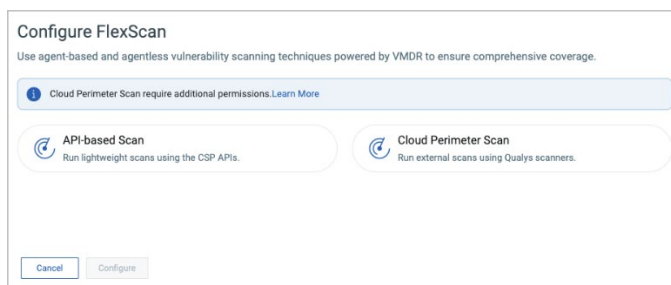 Configure FlexScan
Use agent-based and agentless vulnerability scanning techniques powered by VMDR to ensure comprehensive coverage.
Cloud Perimeter Scan require additional permissions.Learn More
API-based Scan
Run lightweight scans using the CSP APIs.
Cloud Perimeter Scan
Run external scans using Qualys scanners.
Cancel
Configure